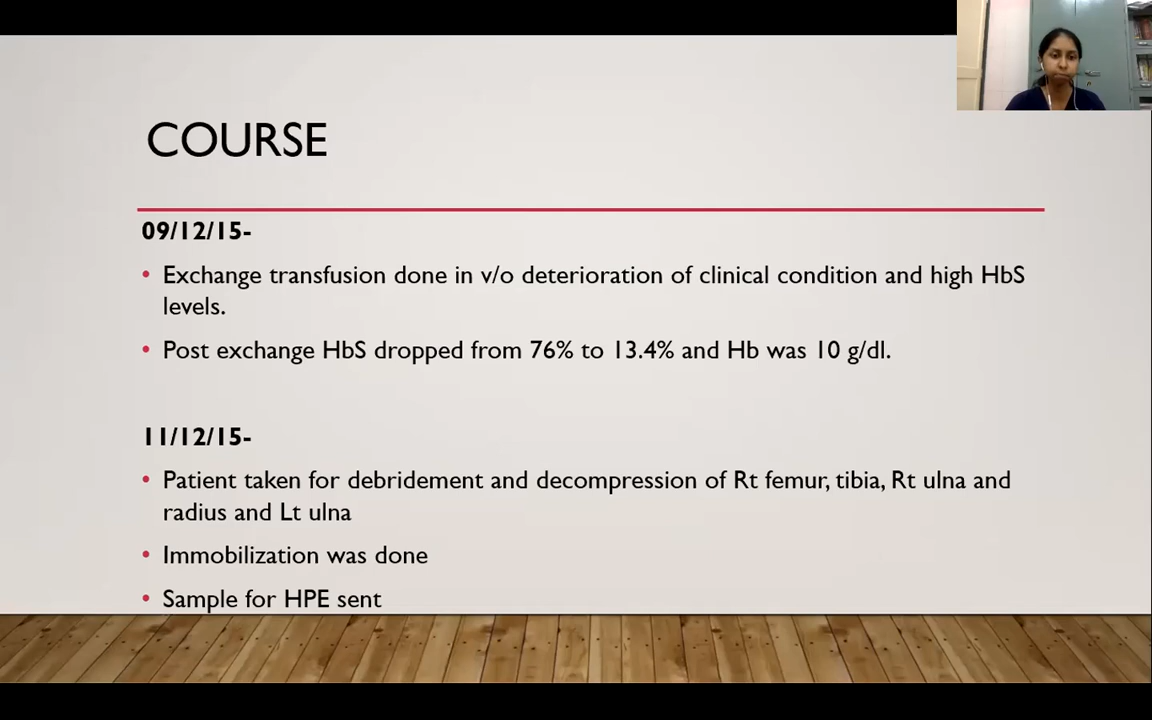 COURSE
09/12/15-
• Exchange transfusion done in v/o deterioration of clinical condition and high HbS
levels.
• Post exchange HbS dropped from 76% to 13.4% and Hb was 10 g/dl.
11/12/15-
• Patient taken for debridement and decompression of Rt femur, tibia, Rt ulna and
radius and Lt ulna
• Immobilization was done
• Sample for HPE sent